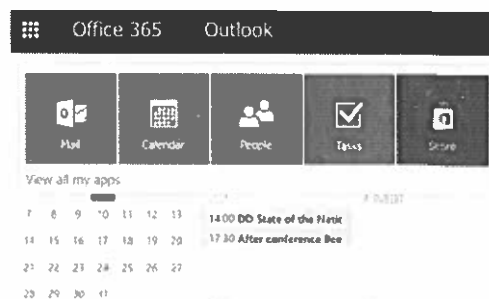 Office 365 Outlook
Mail Calendar People Tasks Store
View all my apps
7 8 9 10 11 12 13
14:00 DD State of the Natic
14 15 16 17 18 19 20
17:30 After conference Bee
21 22 23 24 25 26 27
28 29 30 31